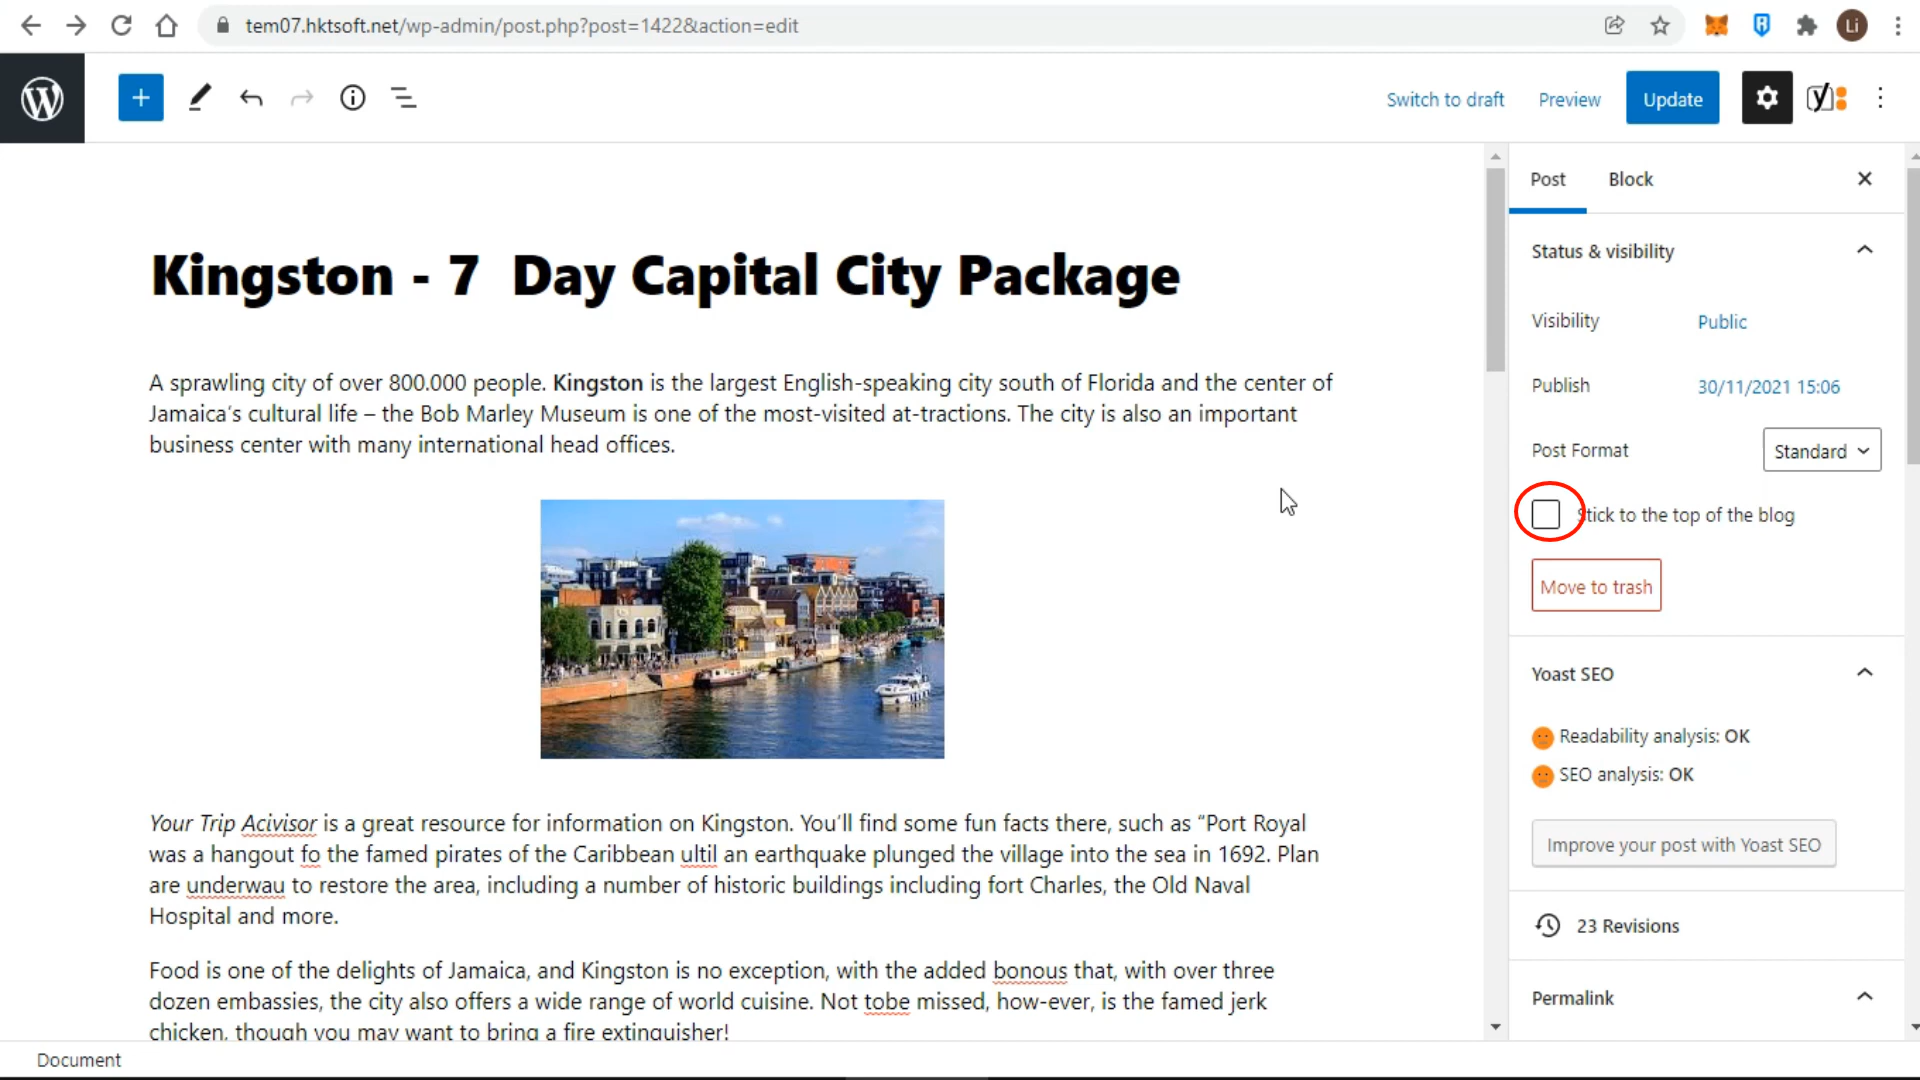 tem07.hktsoft.net/wp-admin/post.php?post=1422&action=edit
Li
Switch to draft
Preview
Update
Post
Block
Status & visibility
Kingston - 7 Day Capital City Package
Visibility
Public
Publish
30/11/2021 15:06
A sprawling city of over 800.000 people. Kingston is the largest English-speaking city south of Florida and the center of
Jamaica's cultural life – the Bob Marley Museum is one of the most-visited at-tractions. The city is also an important
business center with many international head offices.
Post Format
Standard
Stick to the top of the blog
Move to trash
Yoast SEO
Readability analysis: OK
SEO analysis: OK
Improve your post with Yoast SEO
Your Trip Acivisor is a great resource for information on Kingston. You'll find some fun facts there, such as “Port Royal
was a hangout fo the famed pirates of the Caribbean ultil an earthquake plunged the village into the sea in 1692. Plan
are underwau to restore the area, including a number of historic buildings including fort Charles, the Old Naval
Hospital and more.
23 Revisions
Food is one of the delights of Jamaica, and Kingston is no exception, with the added bonous that, with over three
dozen embassies, the city also offers a wide range of world cuisine. Not tobe missed, how-ever, is the famed jerk
chicken, though you may want to bring a fire extinguisher!
Permalink
Document